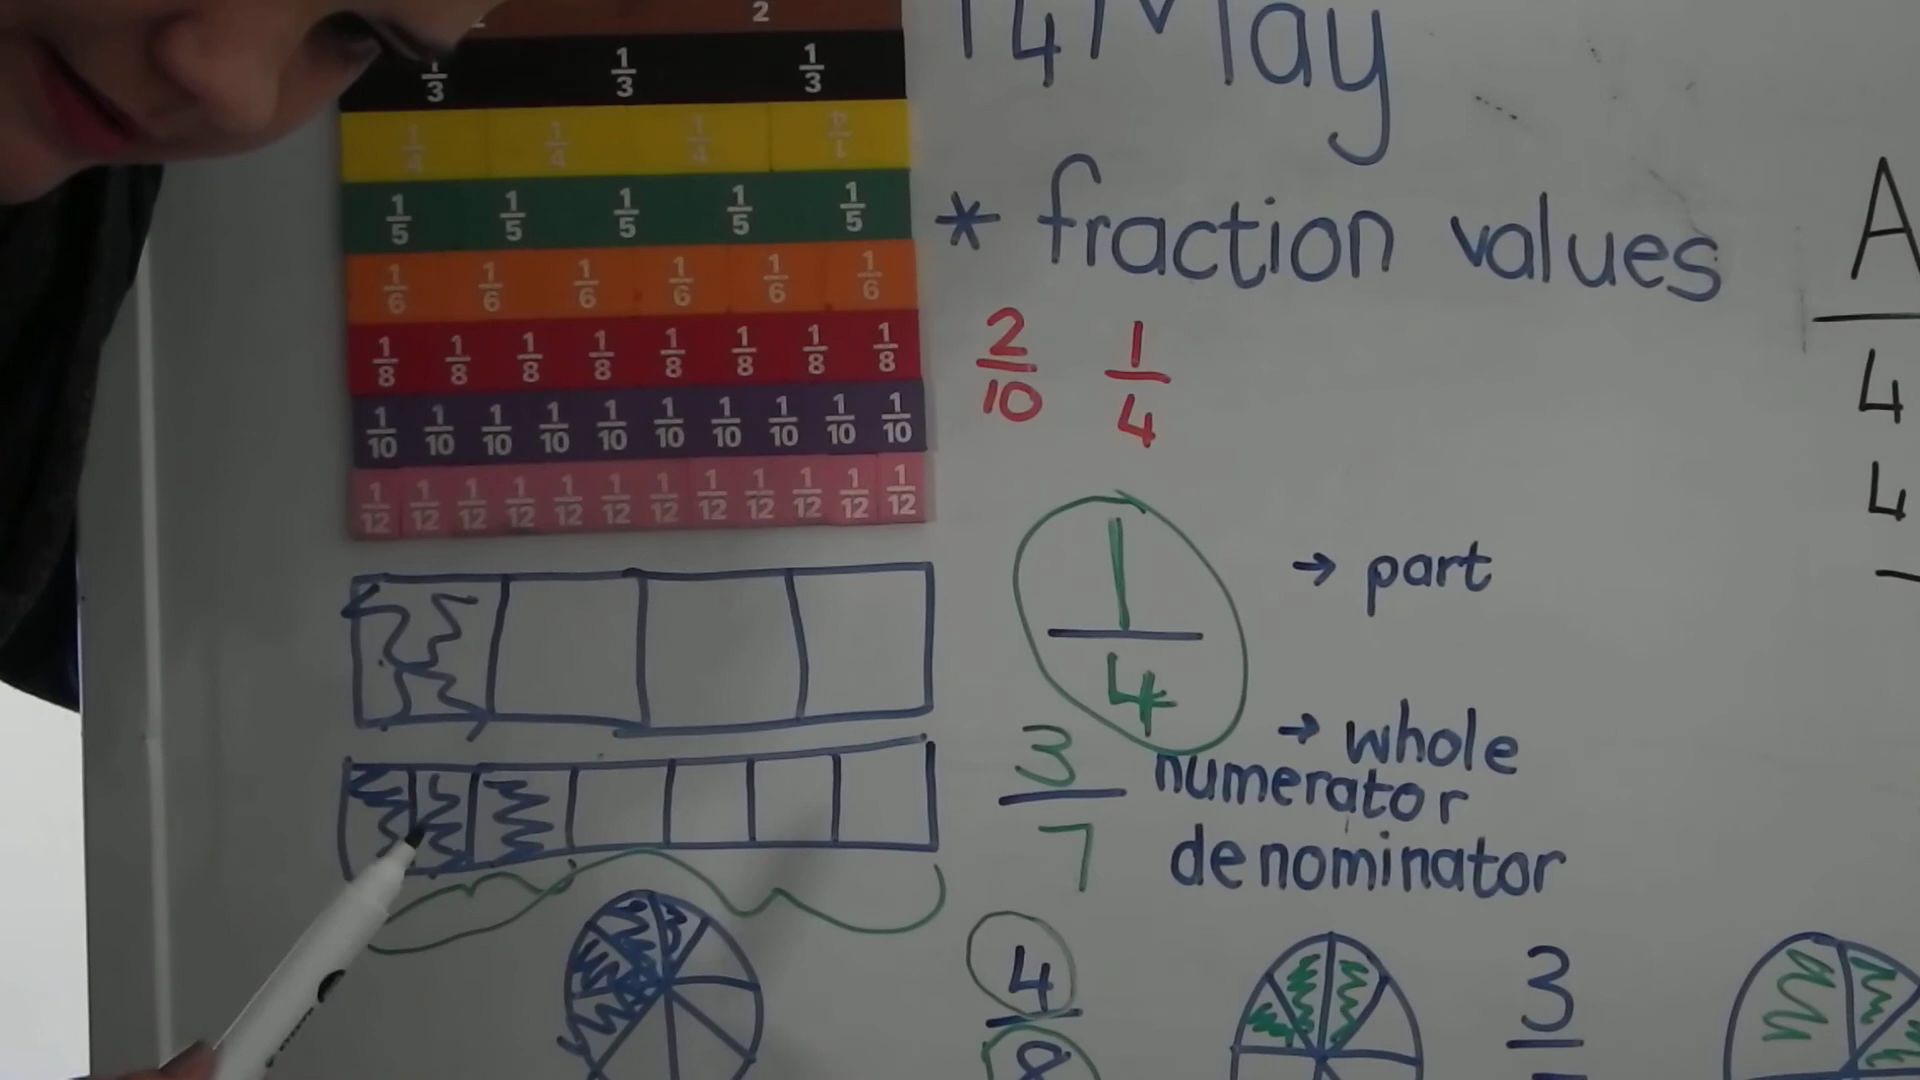 14 May
2
1/3 1/3 1/3
1/4 1/4 1/4 1/4
1/5 1/5 1/5 1/5 1/5
1/6 1/6 1/6 1/6 1/6 1/6
1/8 1/8 1/8 1/8 1/8 1/8 1/8 1/8
1/10 1/10 1/10 1/10 1/10 1/10 1/10 1/10 1/10 1/10
1/12 1/12 1/12 1/12 1/12 1/12 1/12 1/12 1/12 1/12 1/12 1/12
* fraction values
2/10 1/4
A
4
4
1/4
→ part
→ whole
3/7
numerator
denominator
4/8
3